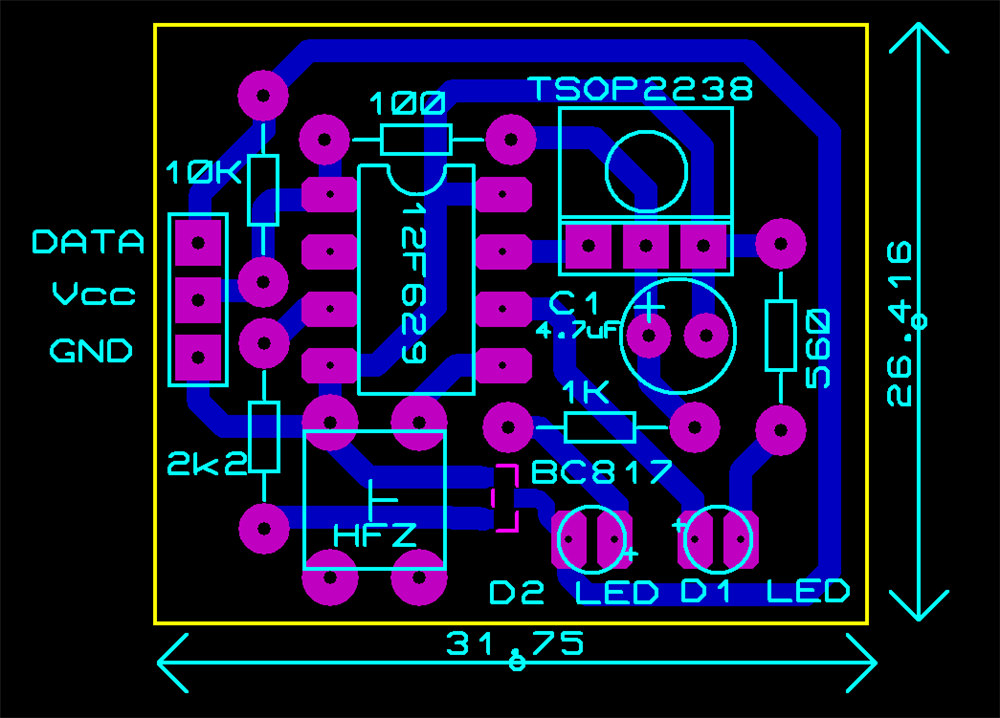 TSOP2238
100
10K
DATA
Vcc
GND
12F629
C1
4.7uF
+
560
26.416
1K
2k2
BC817
T
HFZ
+
+
D2 LED
D1 LED
31.75